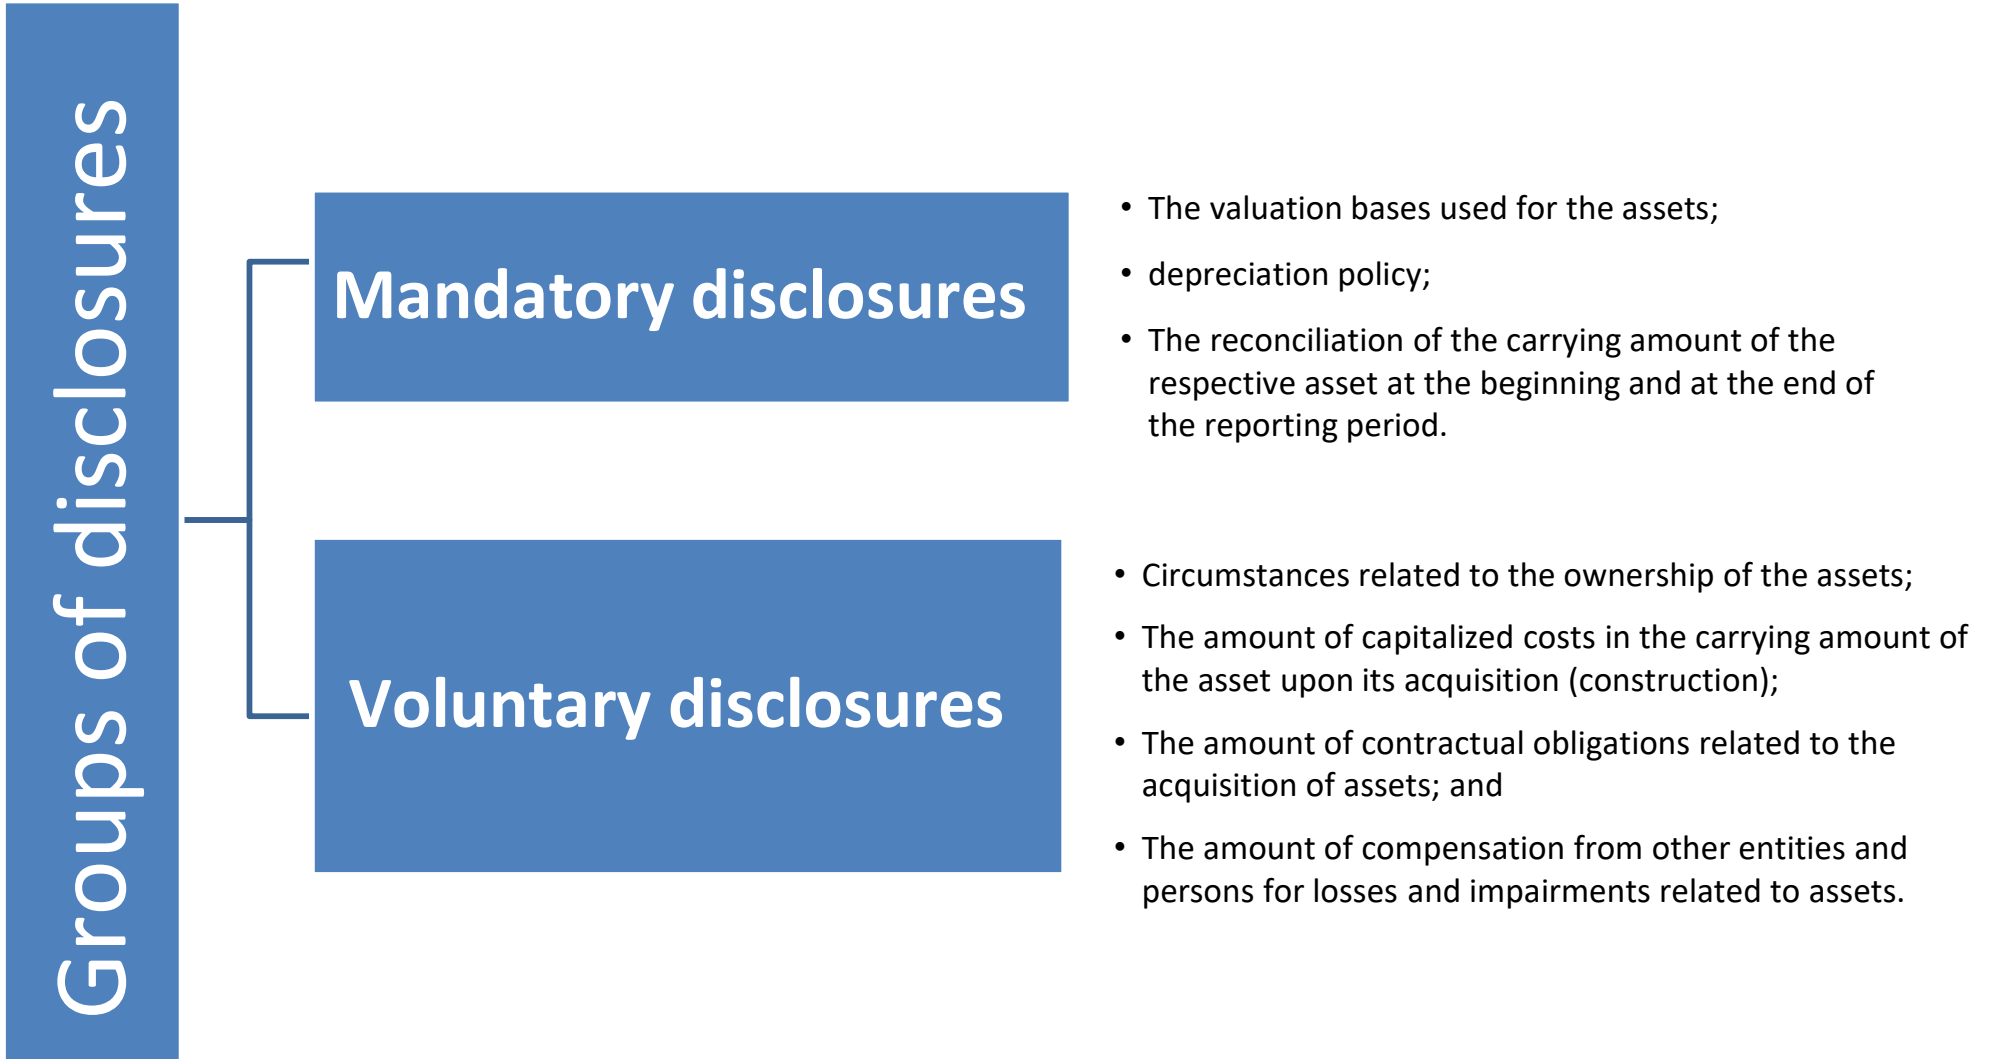 Groups of disclosures
Mandatory disclosures
• The valuation bases used for the assets;
• depreciation policy;
• The reconciliation of the carrying amount of the
respective asset at the beginning and at the end of
the reporting period.
Voluntary disclosures
• Circumstances related to the ownership of the assets;
• The amount of capitalized costs in the carrying amount of
the asset upon its acquisition (construction);
• The amount of contractual obligations related to the
acquisition of assets; and
• The amount of compensation from other entities and
persons for losses and impairments related to assets.